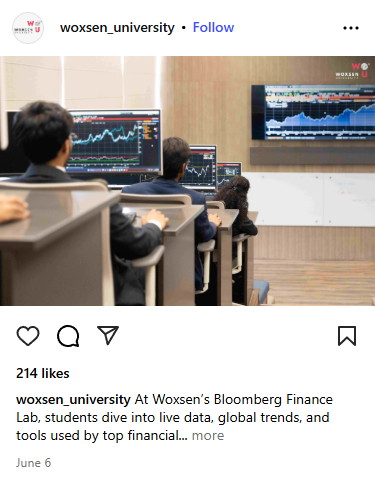 woxsen_university • Follow
W
WOXSEN
U
UNIVERSITY
W
WOXSEN
U
214 likes
woxsen_university At Woxsen's Bloomberg Finance
Lab, students dive into live data, global trends, and
tools used by top financial... more
June 6